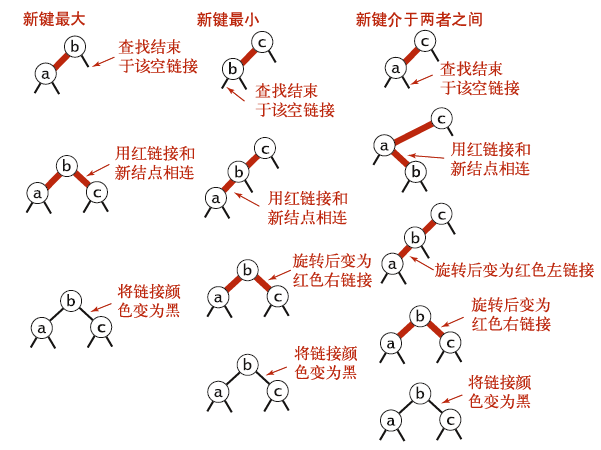 新键最大
b
a
查找结束
于该空链接
b
a
c
用红链接和
新结点相连
b
a
c
将链接颜
色变为黑
新键最小
c
b
查找结束
于该空链接
c
b
a
用红链接和
新结点相连
b
a
c
旋转后变为
红色右链接
b
a
c
将链接颜
色变为黑
新键介于两者之间
c
a
查找结束
于该空链接
c
a
b
用红链接和
新结点相连
c
b
a
旋转后变为红色左链接
b
a
c
旋转后变为
红色右链接
b
a
c
将链接颜
色变为黑